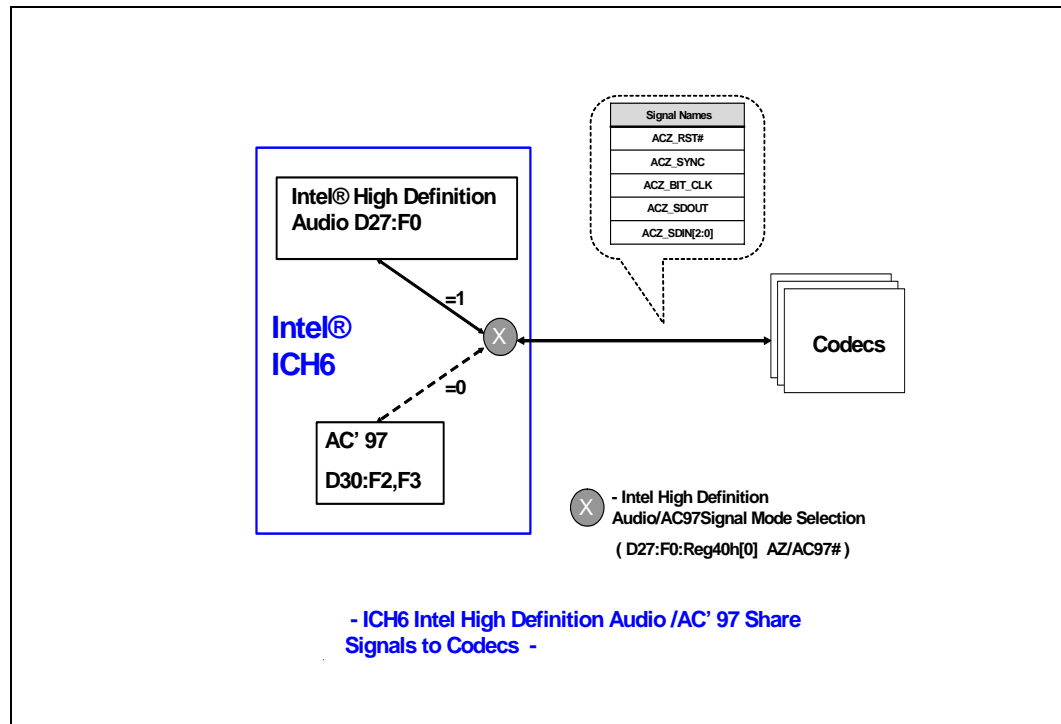 Signal Names
ACZ_RST#
ACZ_SYNC
ACZ_BIT_CLK
ACZ_SDOUT
ACZ_SDIN[2:0]
Intel® High Definition
Audio D27:F0
=1
Intel®
ICH6
X
Codecs
=0
AC' 97
D30:F2,F3
X
- Intel High Definition
Audio/AC97Signal Mode Selection
( D27:F0:Reg40h[0] AZ/AC97# )
- ICH6 Intel High Definition Audio /AC' 97 Share
Signals to Codecs -